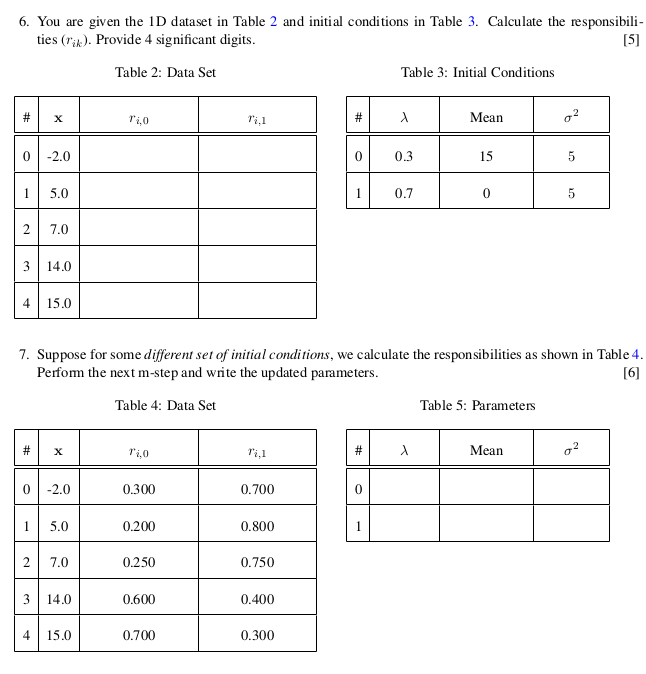 6. You are given the 1D dataset in Table 2 and initial conditions in Table 3. Calculate the responsibili-
ties (r_{ik}). Provide 4 significant digits. [5]
Table 2: Data Set Table 3: Initial Conditions
# x r_{i,0} r_{i,1} # λ Mean σ²
0 -2.0 0 0.3 15 5
1 5.0 1 0.7 0 5
2 7.0
3 14.0
4 15.0
7. Suppose for some different set of initial conditions, we calculate the responsibilities as shown in Table 4.
Perform the next m-step and write the updated parameters. [6]
Table 4: Data Set Table 5: Parameters
# x r_{i,0} r_{i,1} # λ Mean σ²
0 -2.0 0.300 0.700 0
1 5.0 0.200 0.800 1
2 7.0 0.250 0.750
3 14.0 0.600 0.400
4 15.0 0.700 0.300